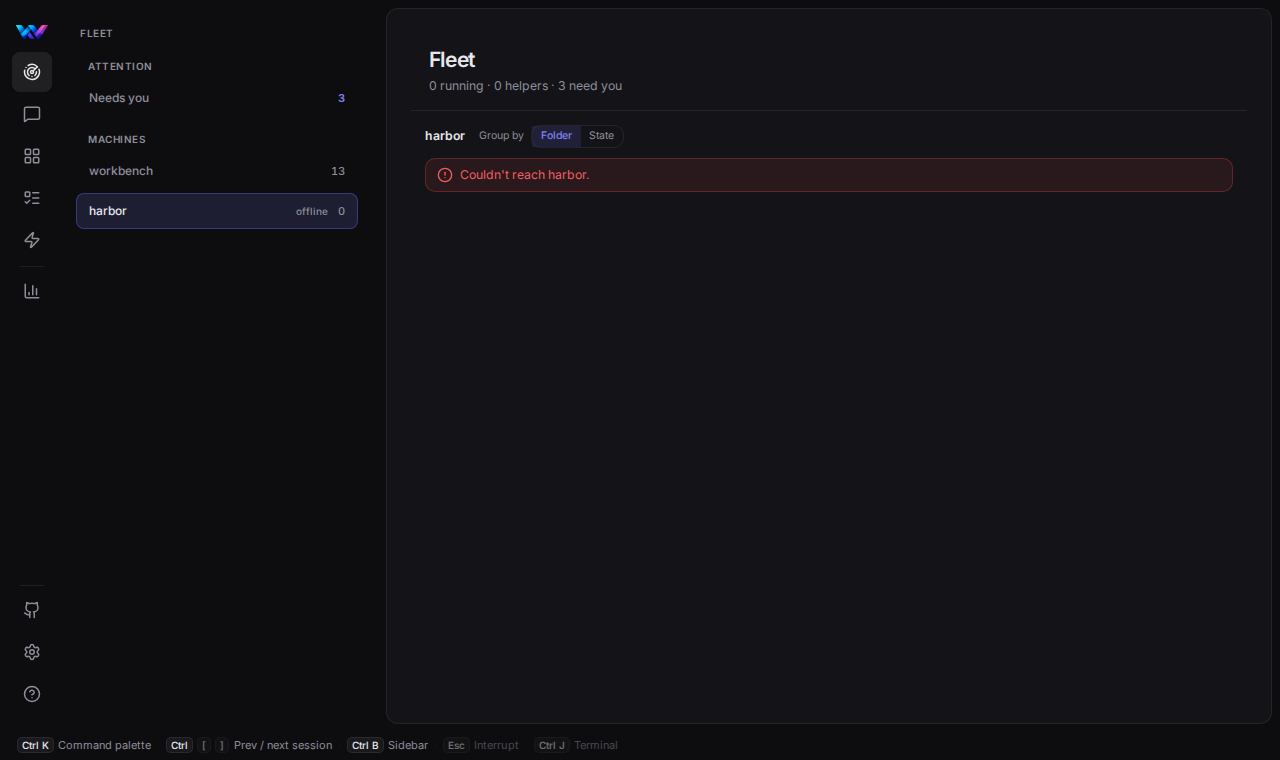 FLEET
ATTENTION
Needs you 3
MACHINES
workbench 13
harbor offline 0
Fleet
0 running · 0 helpers · 3 need you
harbor Group by Folder State
Couldn't reach harbor.
Ctrl K Command palette Ctrl [ ] Prev / next session Ctrl B Sidebar Esc Interrupt Ctrl J Terminal